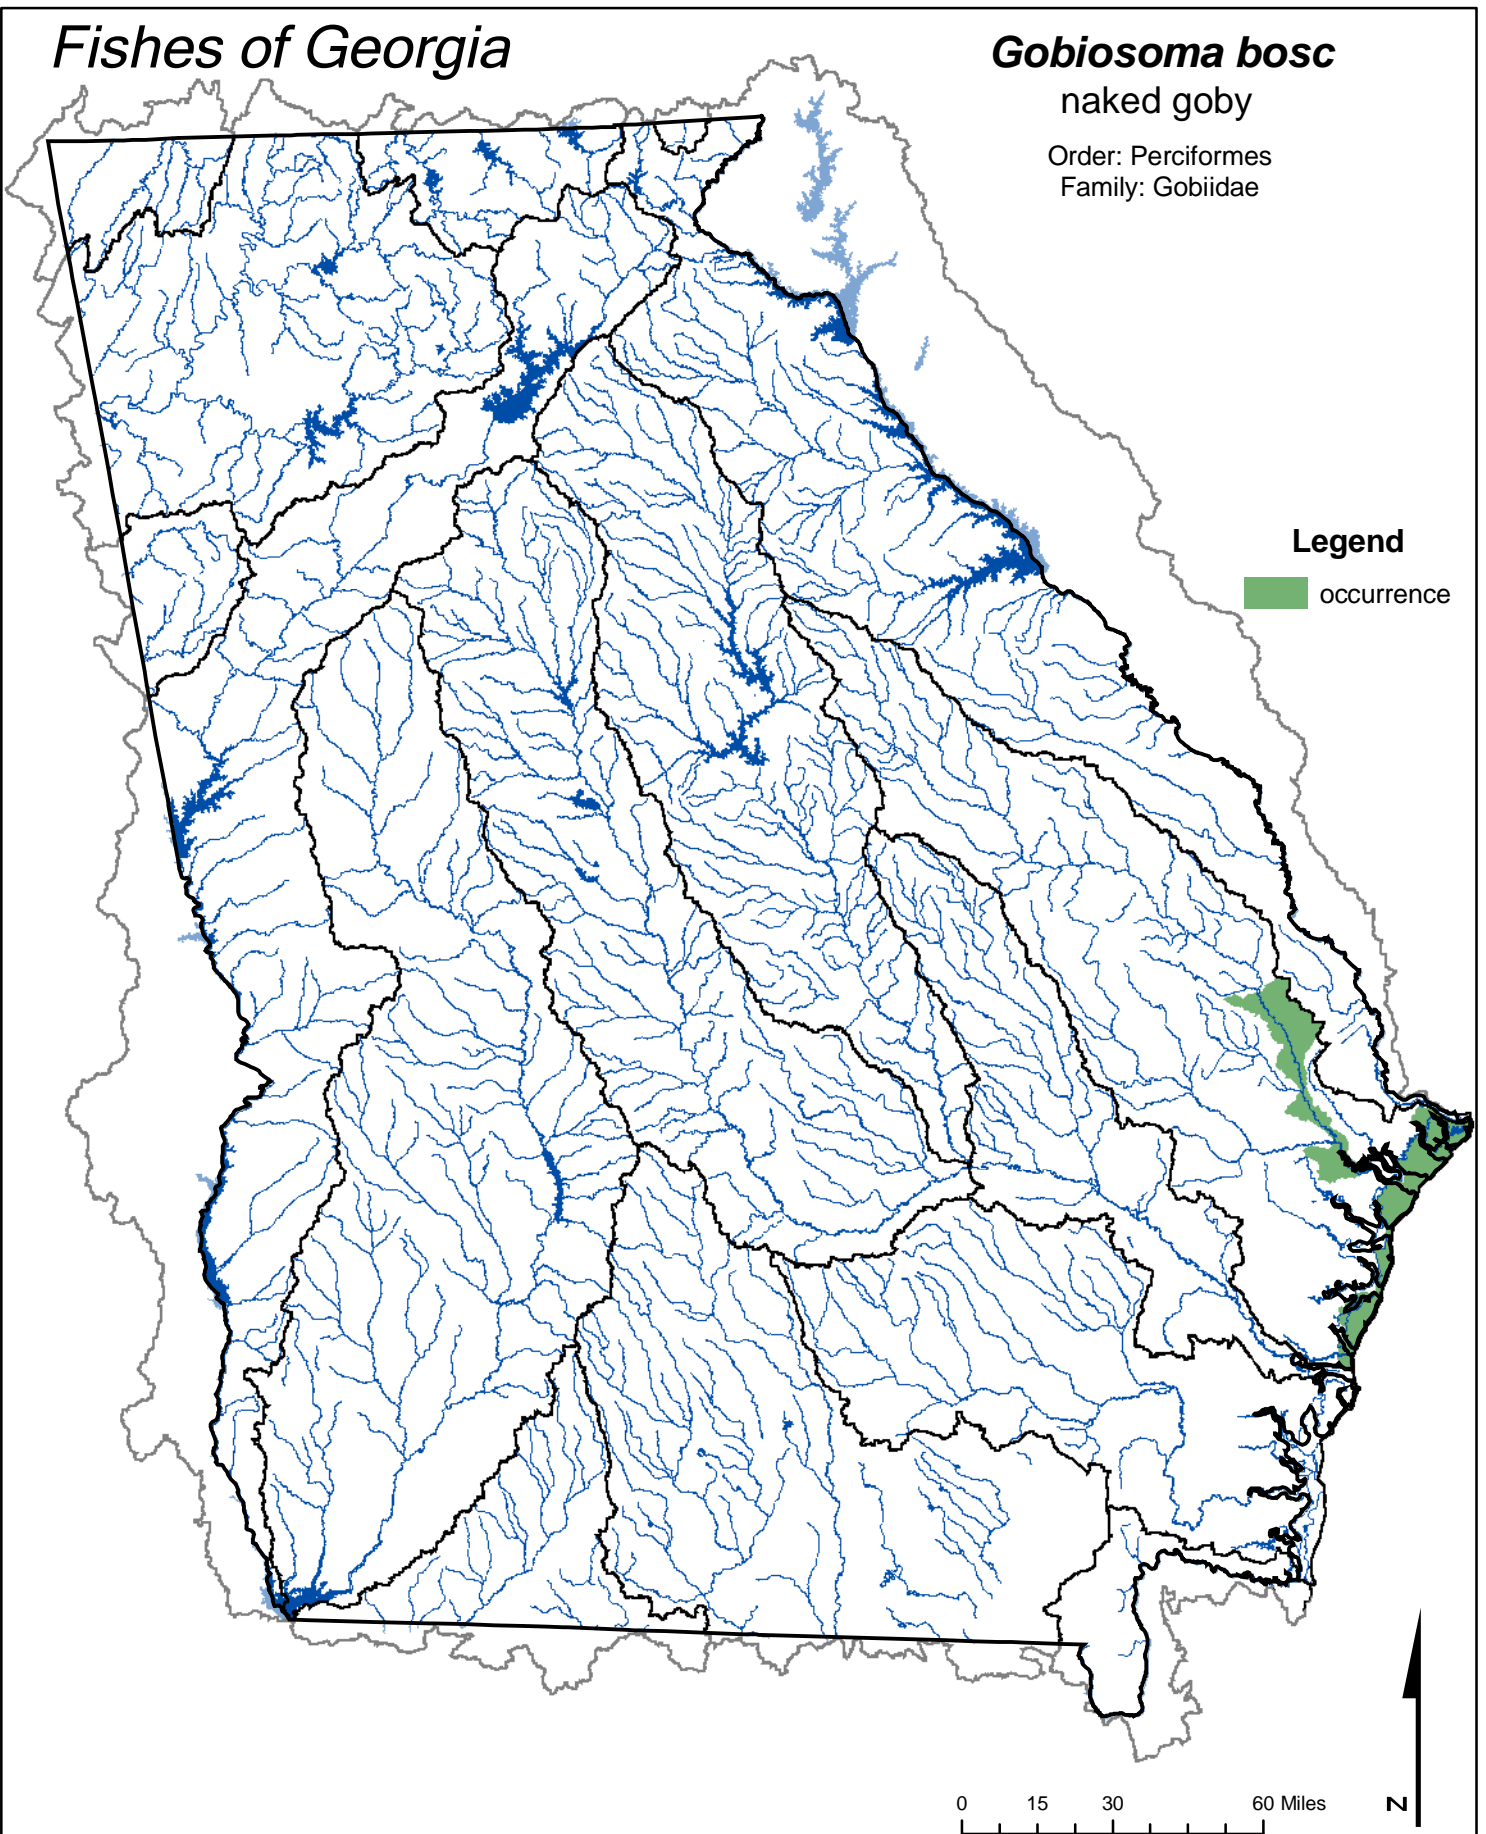 Fishes of Georgia
Gobiosoma bosc
naked goby
Order: Perciformes
Family: Gobiidae
Legend
occurrence
0 15 30 60 Miles
N